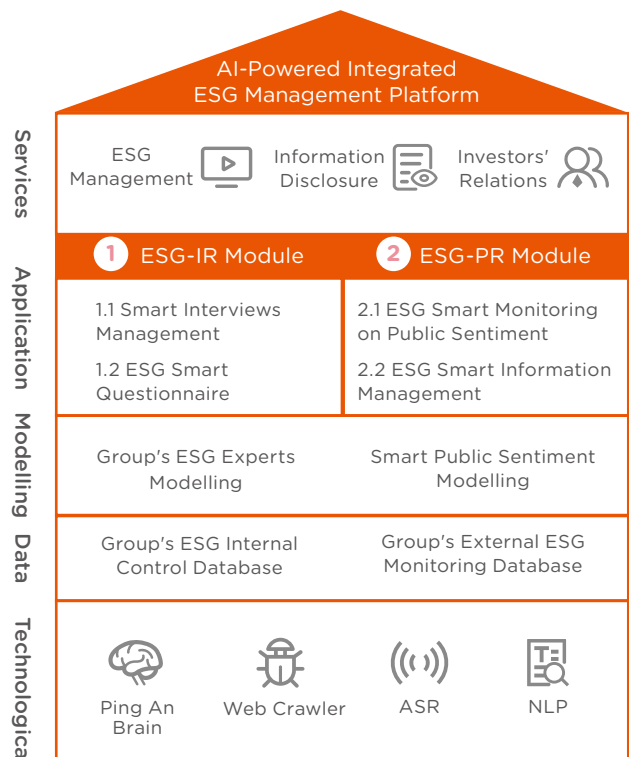 AI-Powered Integrated
ESG Management Platform
Services
ESG
Management
Information
Disclosure
Investors'
Relations
1 ESG-IR Module
2 ESG-PR Module
Application
1.1 Smart Interviews
Management
1.2 ESG Smart
Questionnaire
2.1 ESG Smart Monitoring
on Public Sentiment
2.2 ESG Smart Information
Management
Modelling
Group's ESG Experts
Modelling
Smart Public Sentiment
Modelling
Data
Group's ESG Internal
Control Database
Group's External ESG
Monitoring Database
Technologica
Ping An
Brain
Web Crawler
ASR
NLP